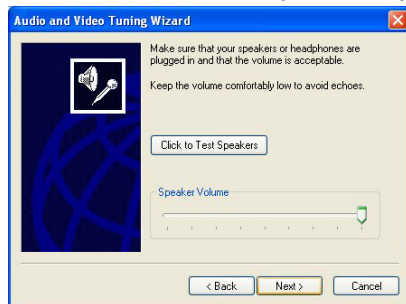 Audio and Video Tuning Wizard
Make sure that your speakers or headphones are
plugged in and that the volume is acceptable.
Keep the volume comfortably low to avoid echoes.
Click to Test Speakers
Speaker Volume
< Back
Next >
Cancel